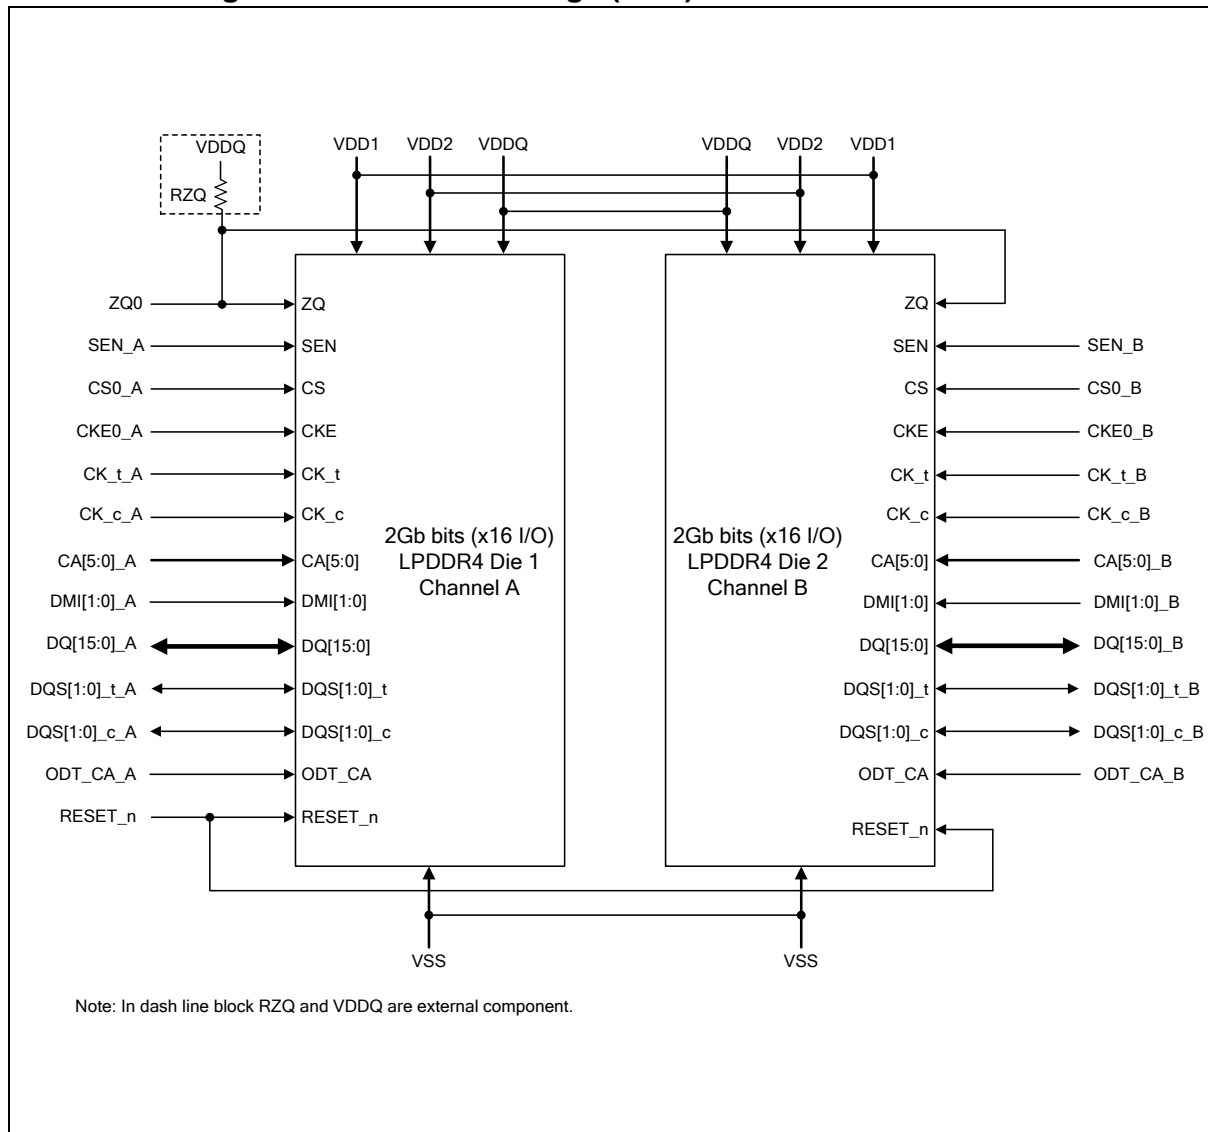 VDDQ
RZQ
VDD1 VDD2 VDDQ VDDQ VDD2 VDD1
ZQ0 ZQ ZQ
SEN_A SEN SEN SEN_B
CS0_A CS CS CS0_B
CKE0_A CKE CKE CKE0_B
CK_t_A CK_t CK_t CK_t_B
CK_c_A CK_c CK_c CK_c_B
2Gb bits (x16 I/O) 2Gb bits (x16 I/O)
CA[5:0]_A CA[5:0] LPDDR4 Die 1 LPDDR4 Die 2 CA[5:0] CA[5:0]_B
Channel A Channel B
DMI[1:0]_A DMI[1:0] DMI[1:0] DMI[1:0]_B
DQ[15:0]_A DQ[15:0] DQ[15:0] DQ[15:0]_B
DQS[1:0]_t_A DQS[1:0]_t DQS[1:0]_t DQS[1:0]_t_B
DQS[1:0]_c_A DQS[1:0]_c DQS[1:0]_c DQS[1:0]_c_B
ODT_CA_A ODT_CA ODT_CA ODT_CA_B
RESET_n RESET_n
RESET_n
VSS VSS
Note: In dash line block RZQ and VDDQ are external component.